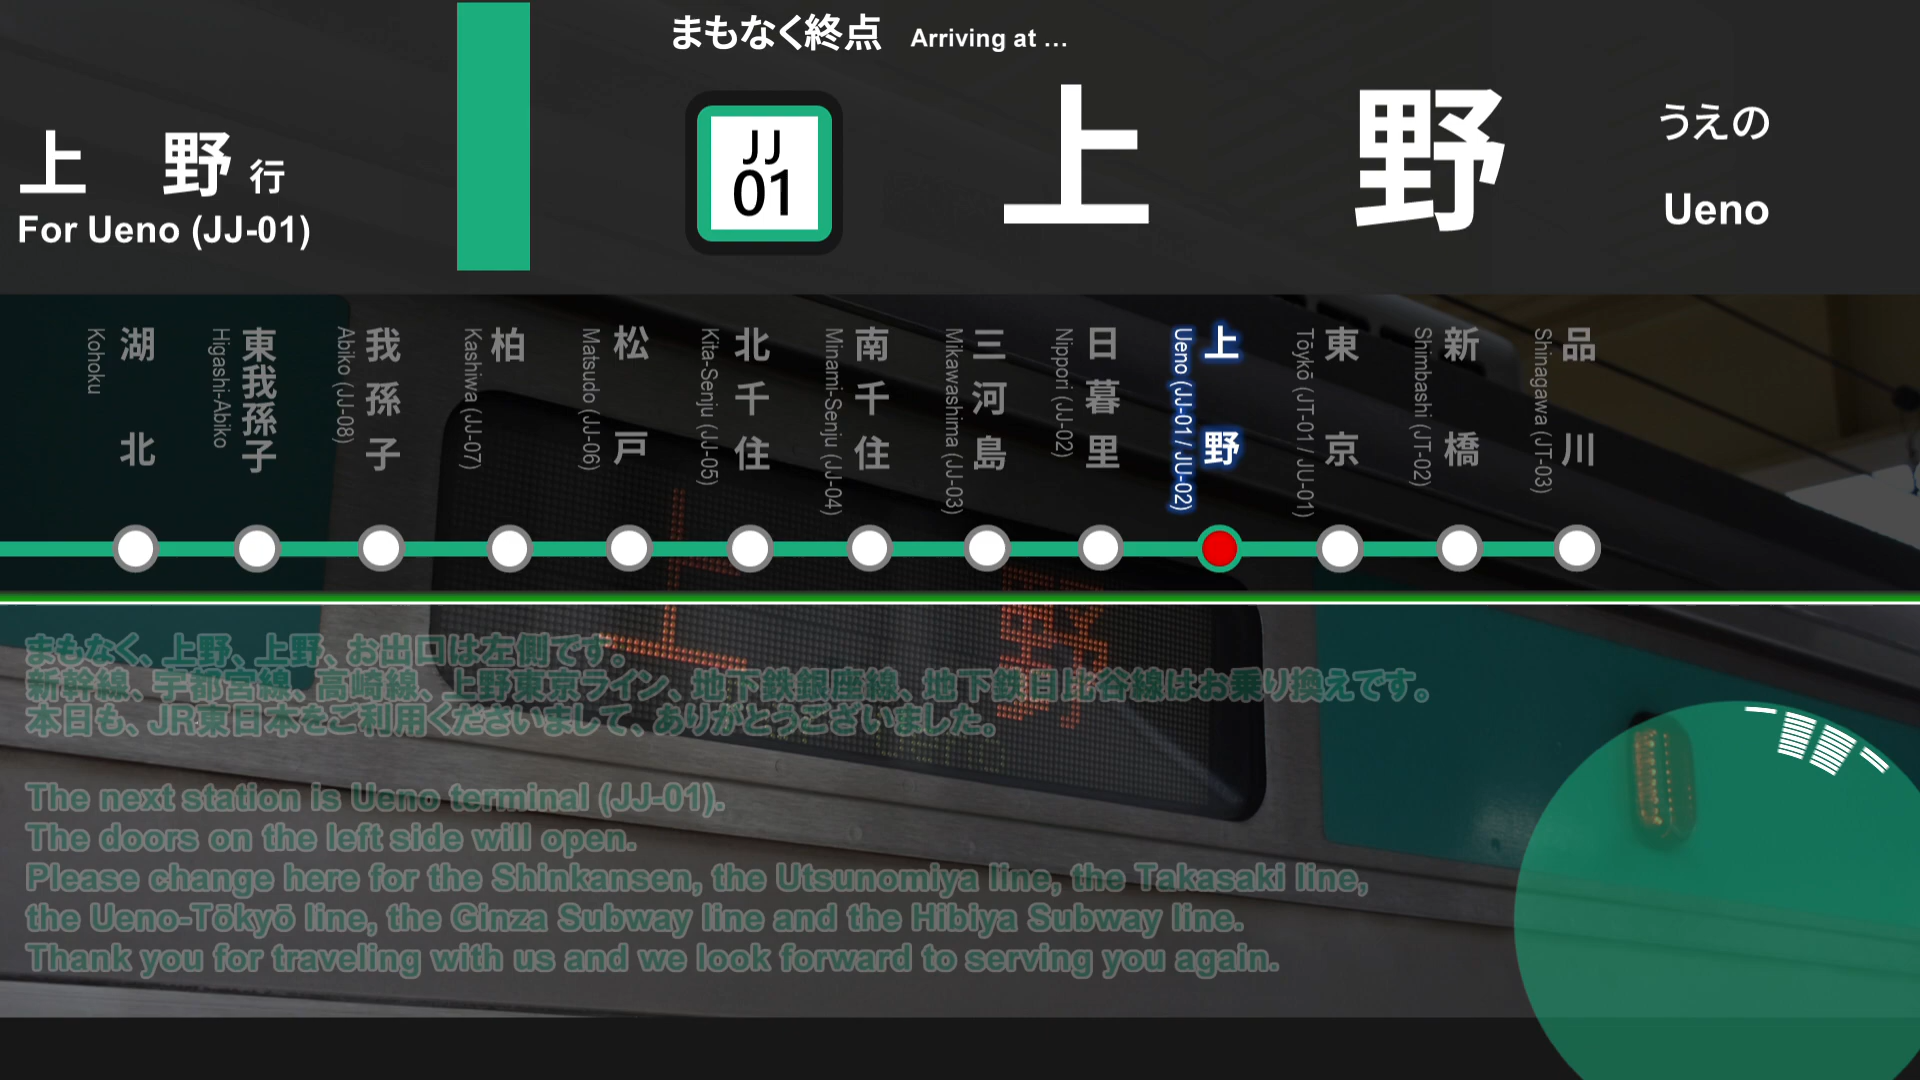 まもなく終点 Arriving at ...
上 野 行
For Ueno (JJ-01)
JJ
01
上 野
うえの
Ueno
湖北
Kohoku
東我孫子
Higashi-Abiko
我孫子
Abiko (JJ-08)
柏
Kashiwa (JJ-07)
松戸
Matsudo (JJ-06)
北千住
Kita-Senju (JJ-05)
南千住
Minami-Senju (JJ-04)
三河島
Mikawashima (JJ-03)
日暮里
Nippori (JJ-02)
上野
Ueno (JJ-01 / JU-02)
東京
Tōykō (JT-01 / JU-01)
新橋
Shimbashi (JT-02)
品川
Shinagawa (JT-03)
上野
まもなく、上野、上野、お出口は左側です。
新幹線、宇都宮線、高崎線、上野東京ライン、地下鉄銀座線、地下鉄日比谷線はお乗り換えです。
本日も、JR東日本をご利用くださいまして、ありがとうございました。
The next station is Ueno terminal (JJ-01).
The doors on the left side will open.
Please change here for the Shinkansen, the Utsunomiya line, the Takasaki line,
the Ueno-Tōkyō line, the Ginza Subway line and the Hibiya Subway line.
Thank you for traveling with us and we look forward to serving you again.